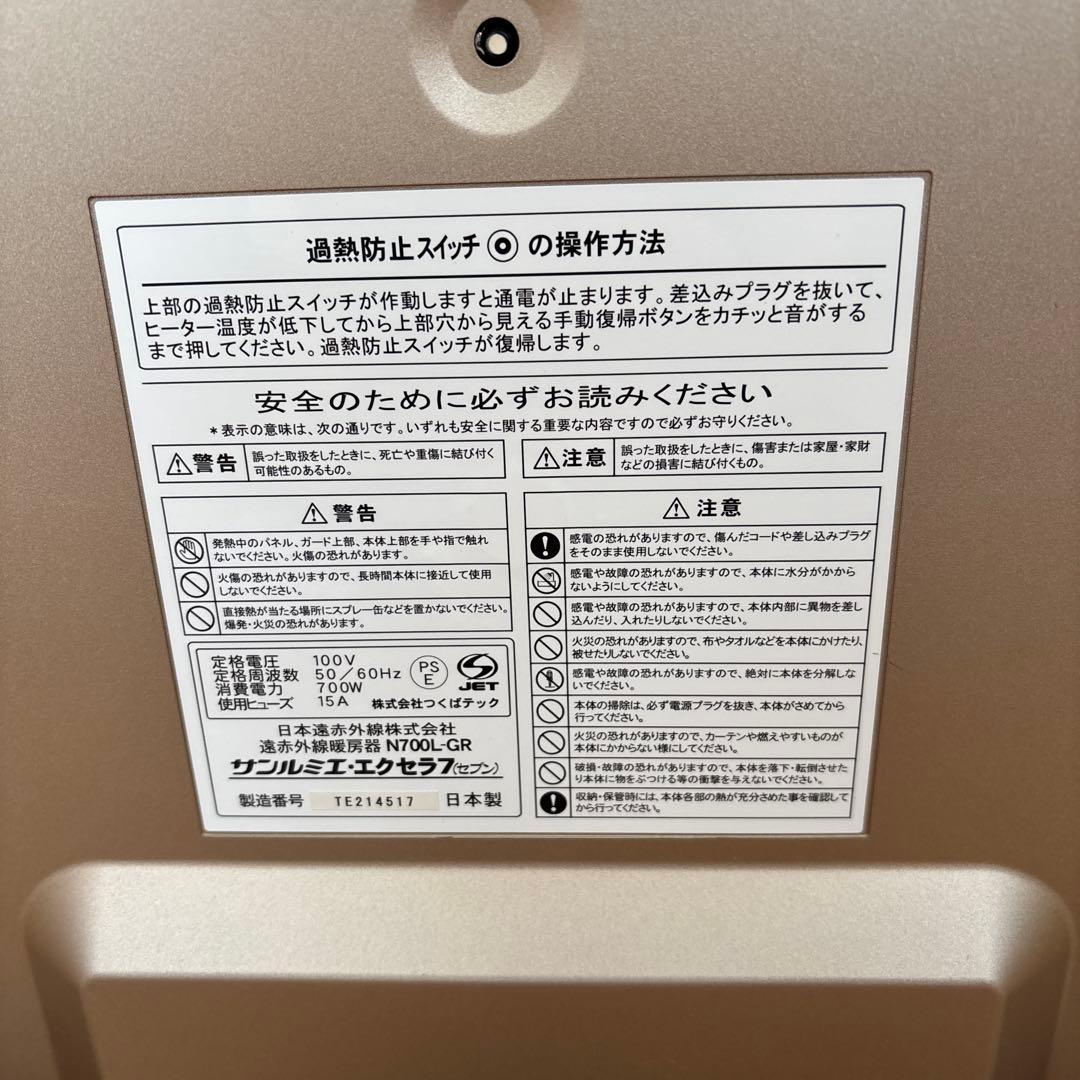 過熱防止スイッチ◎の操作方法
上部の過熱防止スイッチが作動しますと通電が止まります。差込みプラグを抜いて、
ヒーター温度が低下してから上部穴から見える手動復帰ボタンをカチッと音がする
まで押してください。過熱防止スイッチが復帰します。
安全のために必ずお読みください
*表示の意味は、次の通りです。いずれも安全に関する重要な内容ですので必ずお守りください。
⚠警告
誤った取扱をしたときに、死亡や重傷に結び付く
可能性のあるもの。
⚠注意
誤った取扱をしたときに、傷害または家屋・家財
などの損害に結び付くもの。
⚠警告
発熱中のパネル、ガード上部、本体上部を手や指で触れ
ないでください。火傷の恐れがあります。
火傷の恐れがありますので、長時間本体に接近して使用
しないでください。
直接熱が当たる場所にスプレー缶などを置かないでください。
爆発・火災の恐れがあります。
定格電圧 100V
定格周波数 50/60Hz
消費電力 700W
使用ヒューズ 15A
PS
E
JET
株式会社つくばテック
日本遠赤外線株式会社
遠赤外線暖房器 N700L-GR
サンルミエ・エクセラ7(セブン)
製造番号 TE214517 日本製
⚠注意
感電の恐れがありますので、傷んだコードや差し込みプラグ
をそのまま使用しないでください。
感電や故障の恐れがありますので、本体に水分がかから
ないようにしてください。
感電や故障の恐れがありますので、本体内部に異物を差し
込んだり、入れたりしないでください。
火災の恐れがありますので、布やタオルなどを本体にかけたり、
被せたりしないでください。
感電や故障の恐れがありますので、絶対に本体を分解しな
いでください。
本体の掃除は、必ず電源プラグを抜き、本体がさめてから
行ってください。
火災の恐れがありますので、カーテンや燃えやすいものが
本体にかからない様にしてください。
破損・故障の恐れがありますので、本体を落下・転倒させた
り本体に物をぶつける等の衝撃を与えないでください。
収納・保管時には、本体各部の熱が充分さめた事を確認して
から行ってください。